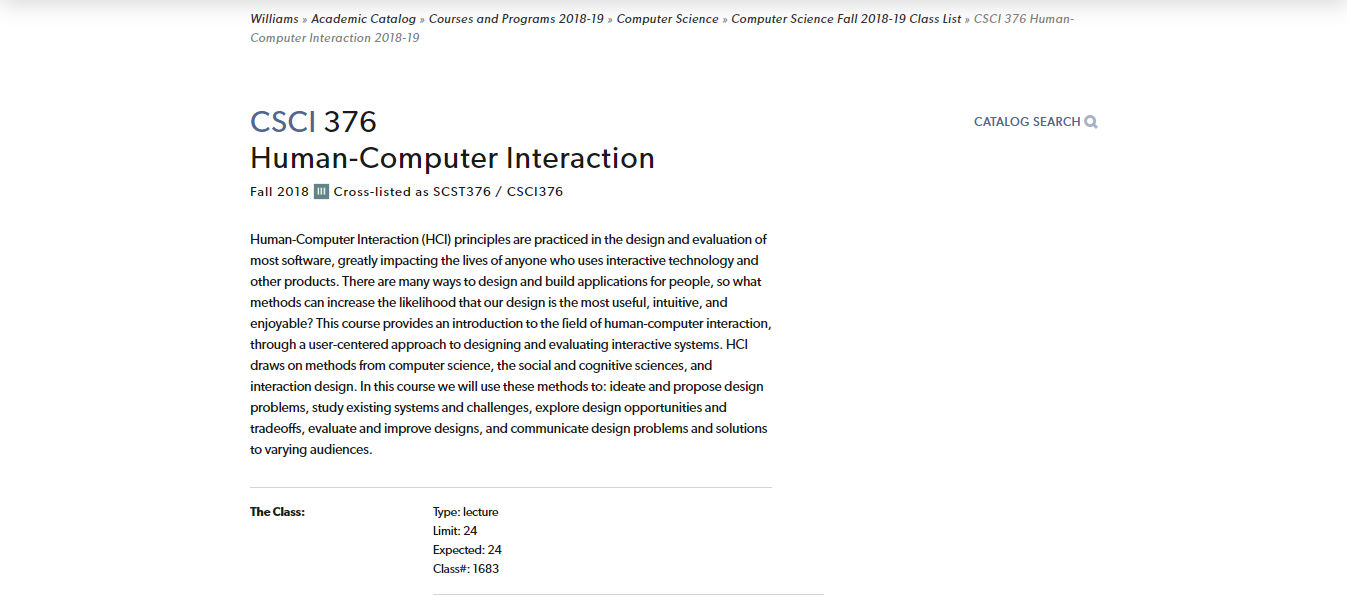 Williams » Academic Catalog » Courses and Programs 2018-19 » Computer Science » Computer Science Fall 2018-19 Class List » CSCI 376 Human-
Computer Interaction 2018-19
CSCI 376
CATALOG SEARCH
Human-Computer Interaction
Fall 2018 III Cross-listed as SCST376 / CSCI376
Human-Computer Interaction (HCI) principles are practiced in the design and evaluation of
most software, greatly impacting the lives of anyone who uses interactive technology and
other products. There are many ways to design and build applications for people, so what
methods can increase the likelihood that our design is the most useful, intuitive, and
enjoyable? This course provides an introduction to the field of human-computer interaction,
through a user-centered approach to designing and evaluating interactive systems. HCI
draws on methods from computer science, the social and cognitive sciences, and
interaction design. In this course we will use these methods to: ideate and propose design
problems, study existing systems and challenges, explore design opportunities and
tradeoffs, evaluate and improve designs, and communicate design problems and solutions
to varying audiences.
The Class:
Type: lecture
Limit: 24
Expected: 24
Class#: 1683